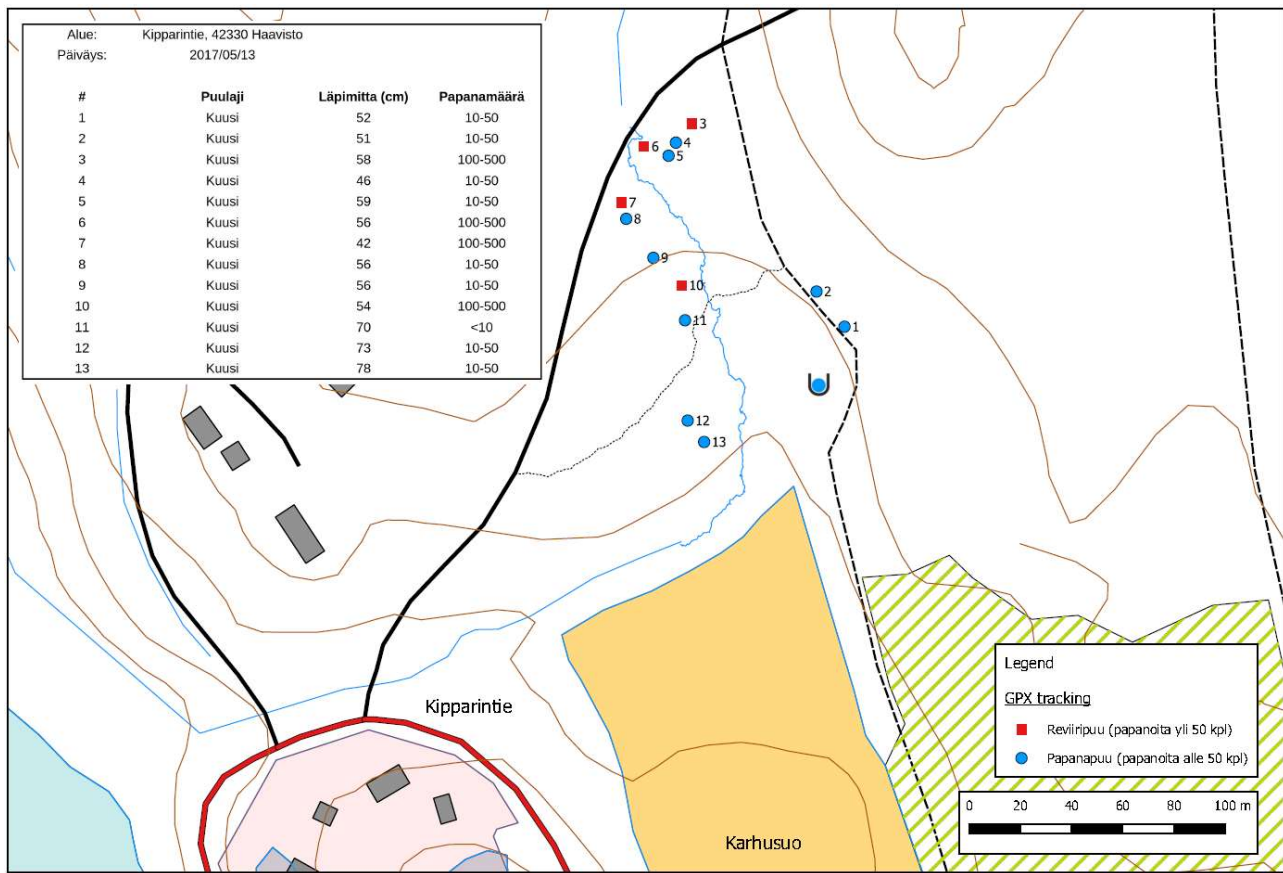 Alue: Kipparintie, 42330 Haavisto
Päiväys: 2017/05/13
# Puulaji Läpimitta (cm) Papanamäärä
1 Kuusi 52 10-50
2 Kuusi 51 10-50
3 Kuusi 58 100-500
4 Kuusi 46 10-50
5 Kuusi 59 10-50
6 Kuusi 56 100-500
7 Kuusi 42 100-500
8 Kuusi 56 10-50
9 Kuusi 56 10-50
10 Kuusi 54 100-500
11 Kuusi 70 <10
12 Kuusi 73 10-50
13 Kuusi 78 10-50
3
4
6
5
7
8
9
10
2
11
1
12
13
Kipparintie
Karhusuo
Legend
GPX tracking
Reviiripuu (papanoita yli 50 kpl)
Papanapuu (papanoita alle 50 kpl)
0 20 40 60 80 100 m